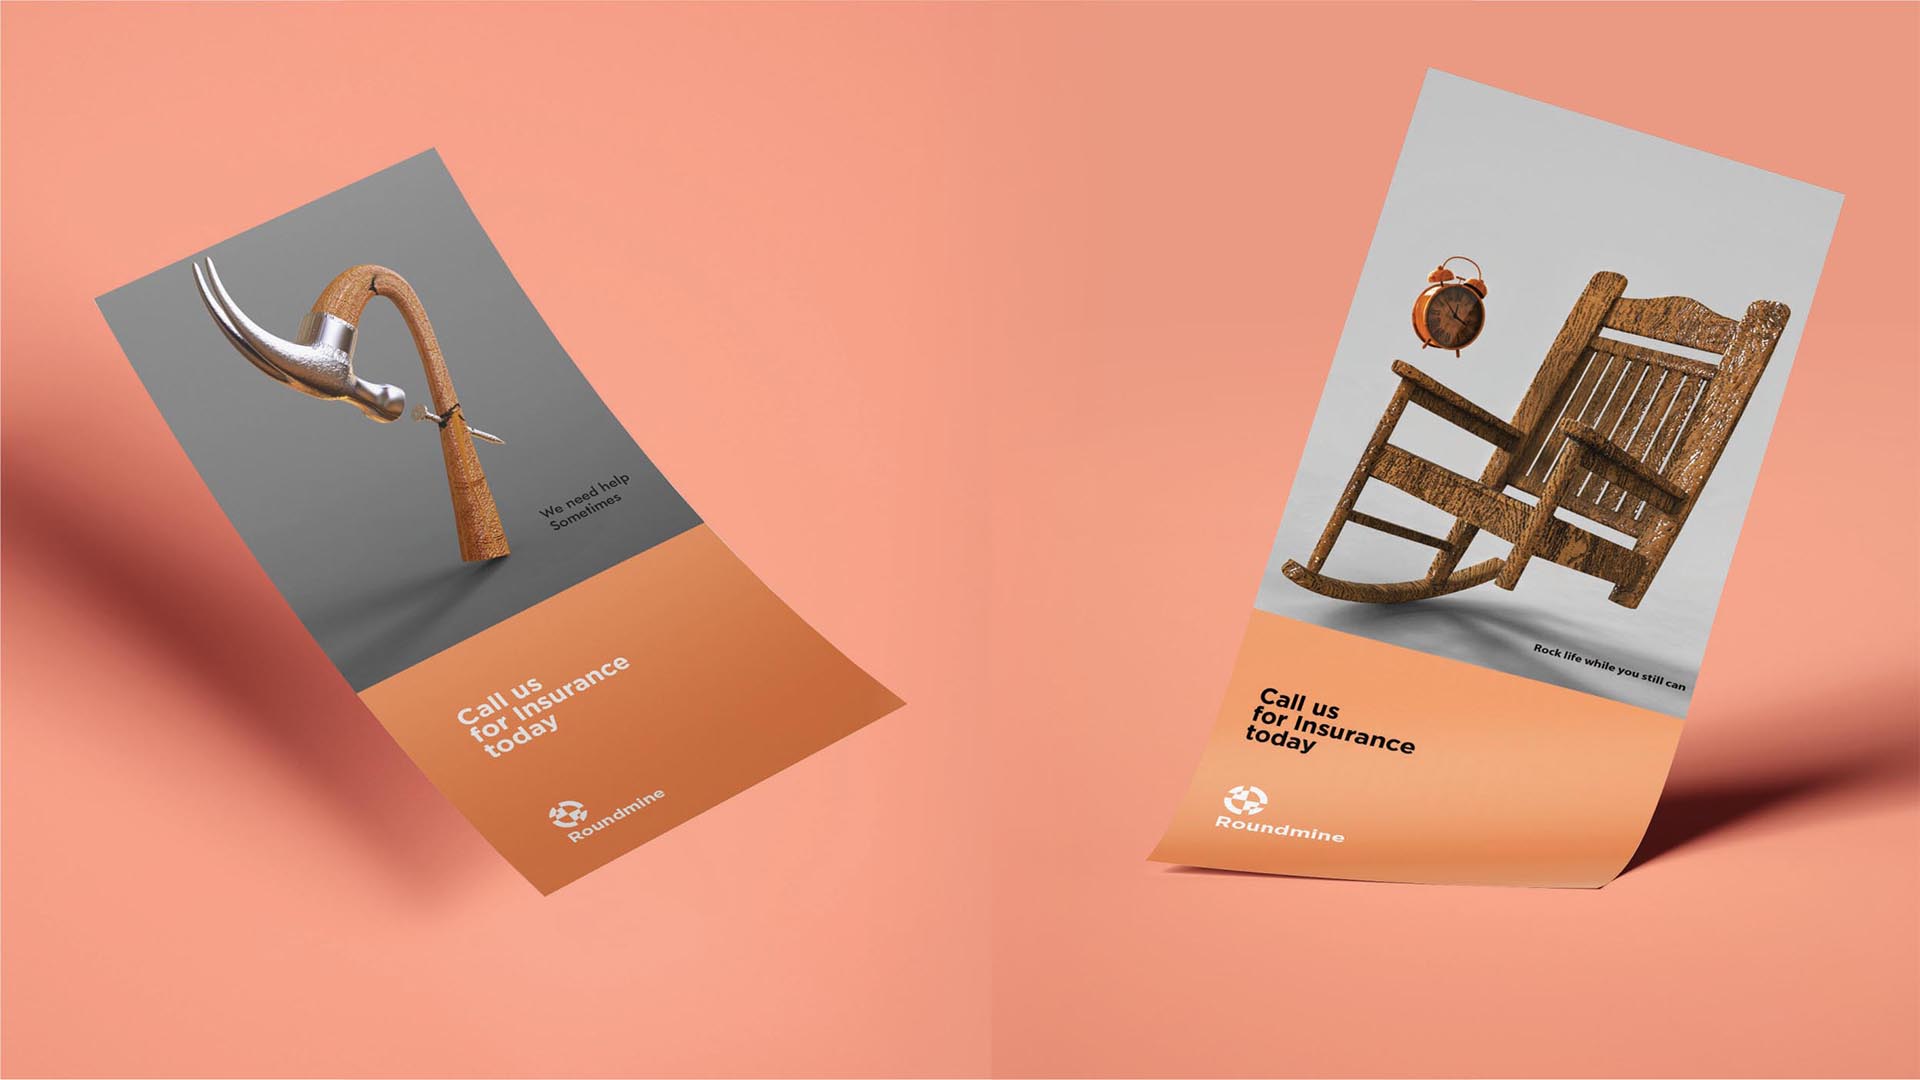 We need help
Sometimes
Call us
for Insurance
today
Roundmine
Rock life while you still can
Call us
for Insurance
today
Roundmine